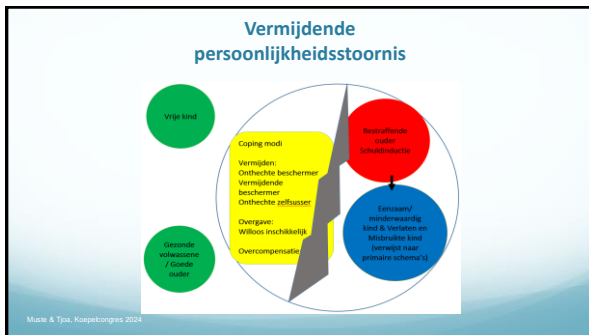 Vermijdende
persoonlijkheidsstoornis
Vrije kind
Coping modi
Vermijden:
Onthechte beschermer
Vermijdende
beschermer
Onthechte zelfsusser
Overgave:
Willoos inschikkelijk
Overcompensatie
Bestraffende
ouder
Schuldinductie
Eenzaam/
minderwaardig
kind & Verlaten en
Misbruikte kind
(verwijst naar
primaire schema's)
Gezonde
volwassene
/ Goede
ouder
Muste & Tjoa, Koepelcongres 2024